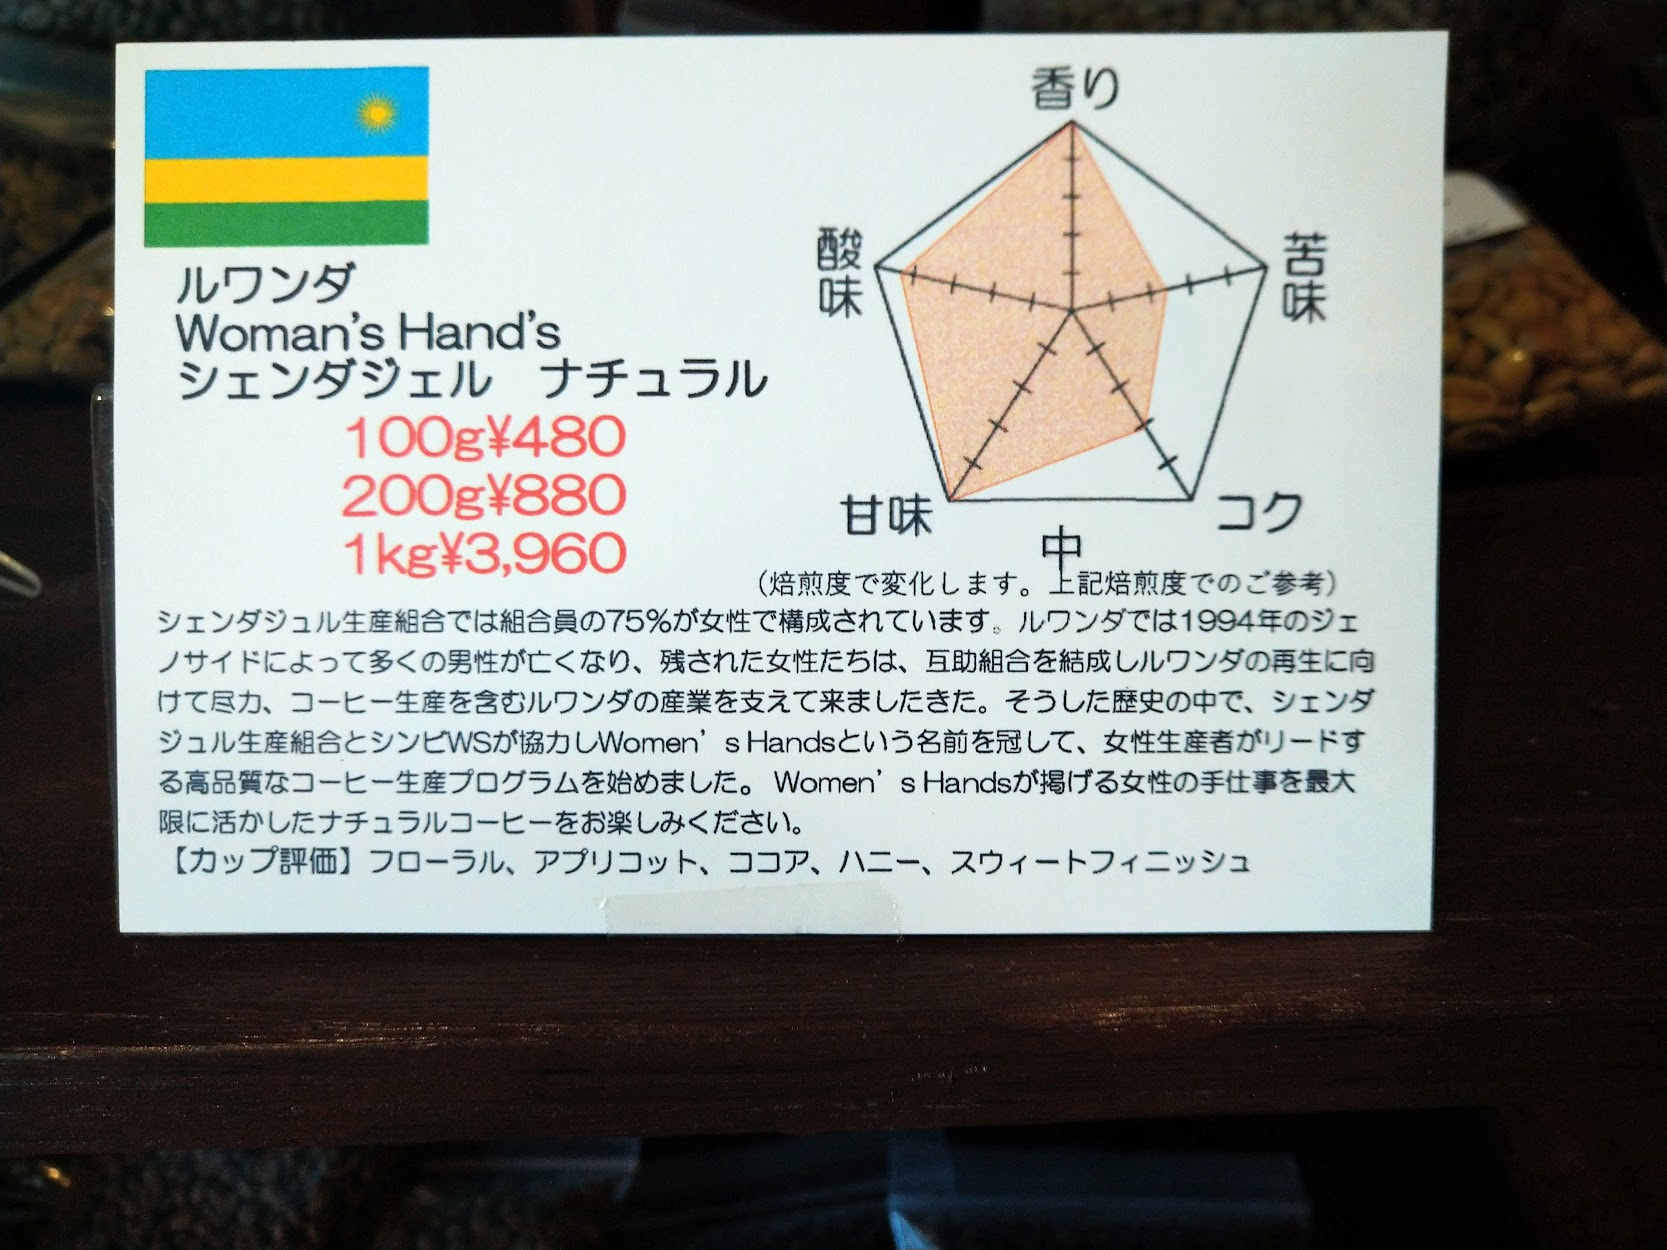 ルワンダ
Woman's Hand's
シェンダジェル　ナチュラル
100g¥480
200g¥880
1kg¥3,960
香り
酸味
苦味
甘味
コク
中
（焙煎度で変化します。上記焙煎度でのご参考）
シェンダジュル生産組合では組合員の75%が女性で構成されています。ルワンダでは1994年のジェ
ノサイドによって多くの男性が亡くなり、残された女性たちは、互助組合を結成しルワンダの再生に向
けて尽力、コーヒー生産を含むルワンダの産業を支えて来ましたきた。そうした歴史の中で、シェンダ
ジュル生産組合とシンビWSが協力しWomen’s Handsという名前を冠して、女性生産者がリードす
る高品質なコーヒー生産プログラムを始めました。Women’s Handsが掲げる女性の手仕事を最大
限に活かしたナチュラルコーヒーをお楽しみください。
【カップ評価】フローラル、アプリコット、ココア、ハニー、スウィートフィニッシュ